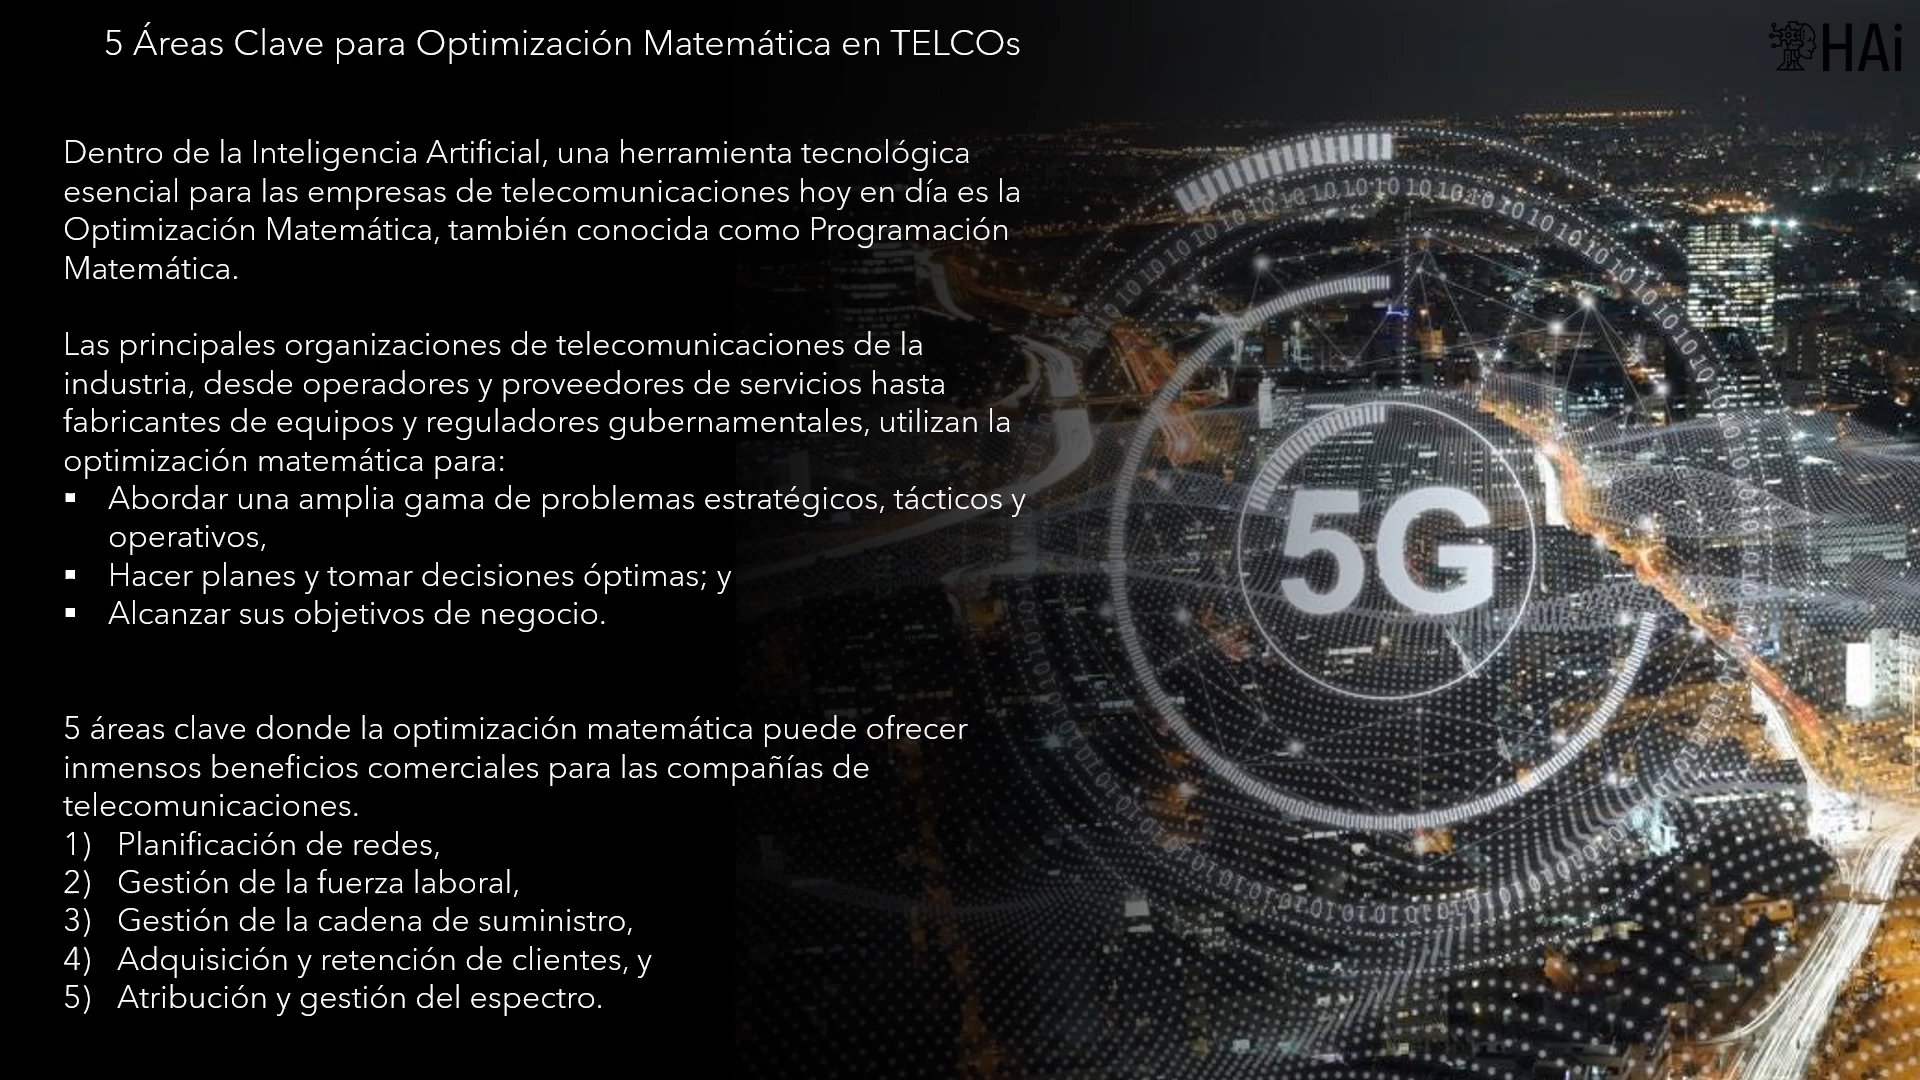 5 Áreas Clave para Optimización Matemática en TELCOs
HAi
Dentro de la Inteligencia Artificial, una herramienta tecnológica
esencial para las empresas de telecomunicaciones hoy en día es la
Optimización Matemática, también conocida como Programación
Matemática.
Las principales organizaciones de telecomunicaciones de la
industria, desde operadores y proveedores de servicios hasta
fabricantes de equipos y reguladores gubernamentales, utilizan la
optimización matemática para:
▪ Abordar una amplia gama de problemas estratégicos, tácticos y
operativos,
▪ Hacer planes y tomar decisiones óptimas; y
▪ Alcanzar sus objetivos de negocio.
5 áreas clave donde la optimización matemática puede ofrecer
inmensos beneficios comerciales para las compañías de
telecomunicaciones.
1) Planificación de redes,
2) Gestión de la fuerza laboral,
3) Gestión de la cadena de suministro,
4) Adquisición y retención de clientes, y
5) Atribución y gestión del espectro.
5G